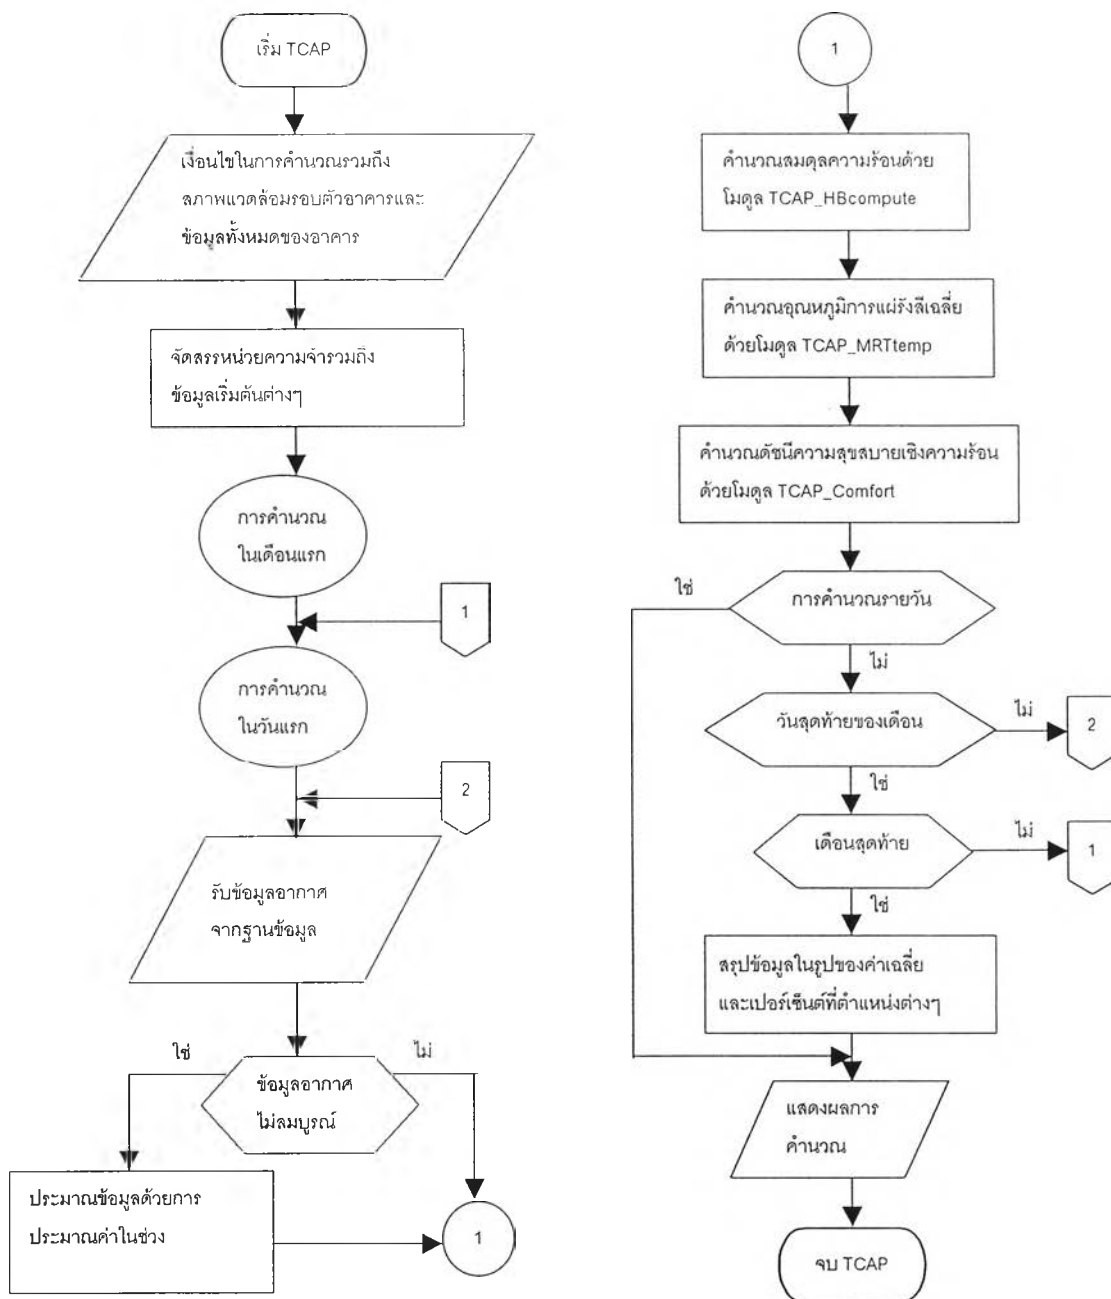 เริ่ม TCAP
เงื่อนไขในการคำนวณรวมถึง
สภาพแวดล้อมรอบตัวอาคารและ
ข้อมูลทั้งหมดของอาคาร
จัดสรรหน่วยความจำรวมถึง
ข้อมูลเริ่มต้นต่างๆ
การคำนวณ
ในเดือนแรก
1
การคำนวณ
ในวันแรก
2
รับข้อมูลอากาศ
จากฐานข้อมูล
ใช่
ไม่
ข้อมูลอากาศ
ไม่สมบูรณ์
ประมาณข้อมูลด้วยการ
ประมาณค่าในช่วง
1
1
คำนวณสมดุลความร้อนด้วย
โมดูล TCAP_HBcompute
คำนวณอุณหภูมิการแผ่รังสีเฉลี่ย
ด้วยโมดูล TCAP_MRTtemp
คำนวณดัชนีความสุขสบายเชิงความร้อน
ด้วยโมดูล TCAP_Comfort
ใช่
การคำนวณรายวัน
ไม่
วันสุดท้ายของเดือน
ไม่
2
ใช่
เดือนสุดท้าย
ไม่
1
ใช่
สรุปข้อมูลในรูปของค่าเฉลี่ย
และเปอร์เซ็นต์ที่ตำแหน่งต่างๆ
แสดงผลการ
คำนวณ
จบ TCAP